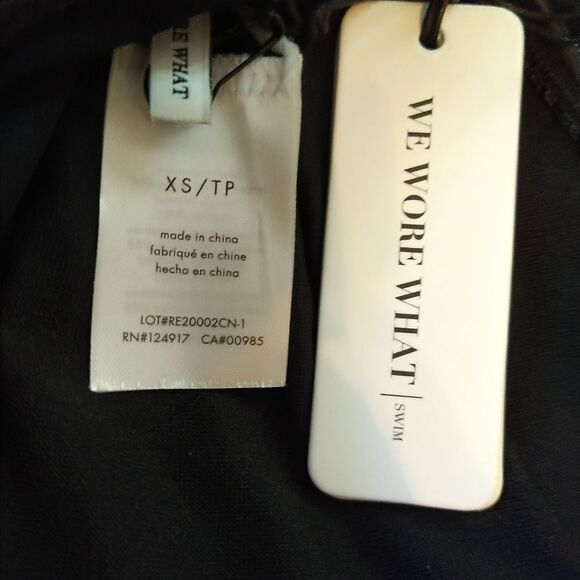 E WHAT
XS/TP
made in china
fabriqué en chine
hecho en china
LOT#RE20002CN-1
RN#124917 CA#00985
WE WORE WHAT | SWIM